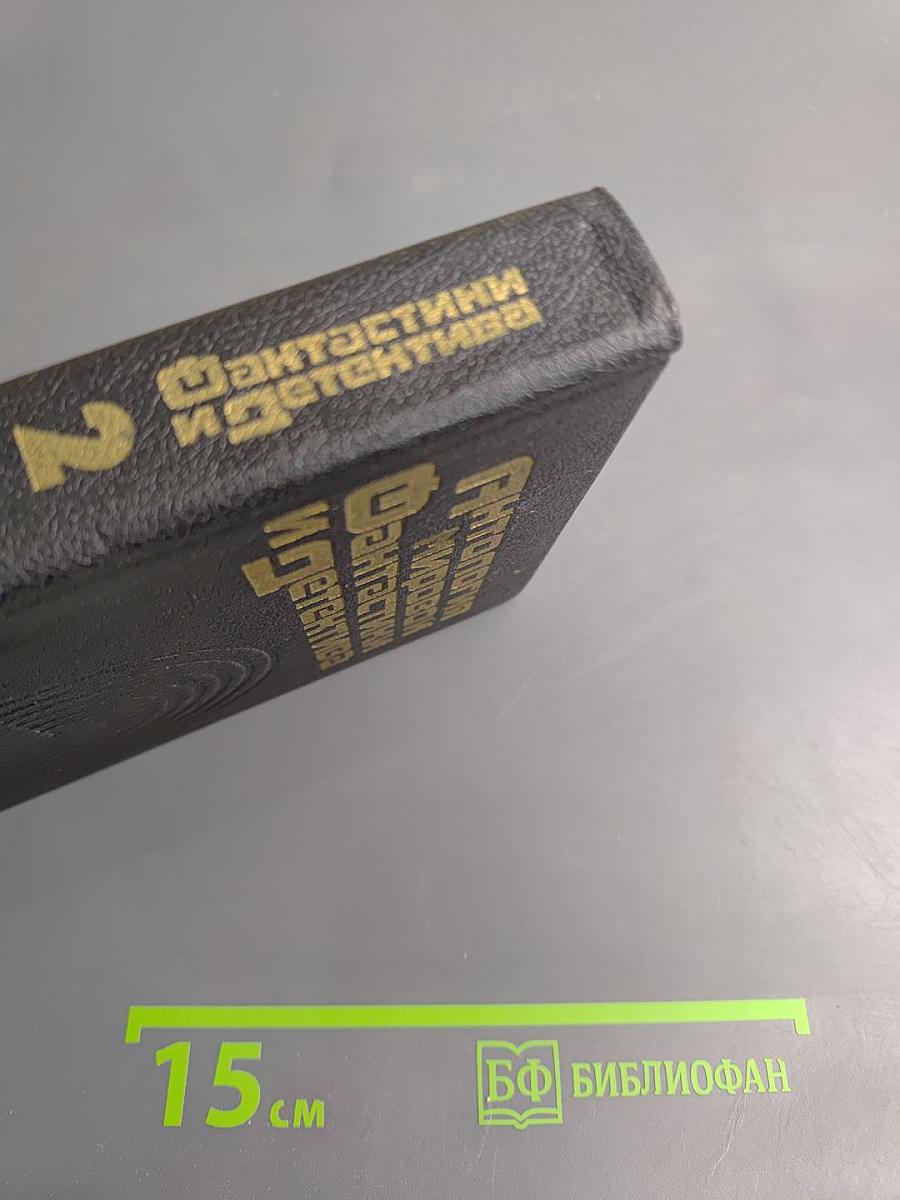 Фантастики
и Детектива
2
Антология
мировой
Фантастики
и Детектива
15 см
БФ БИБЛИОФАН